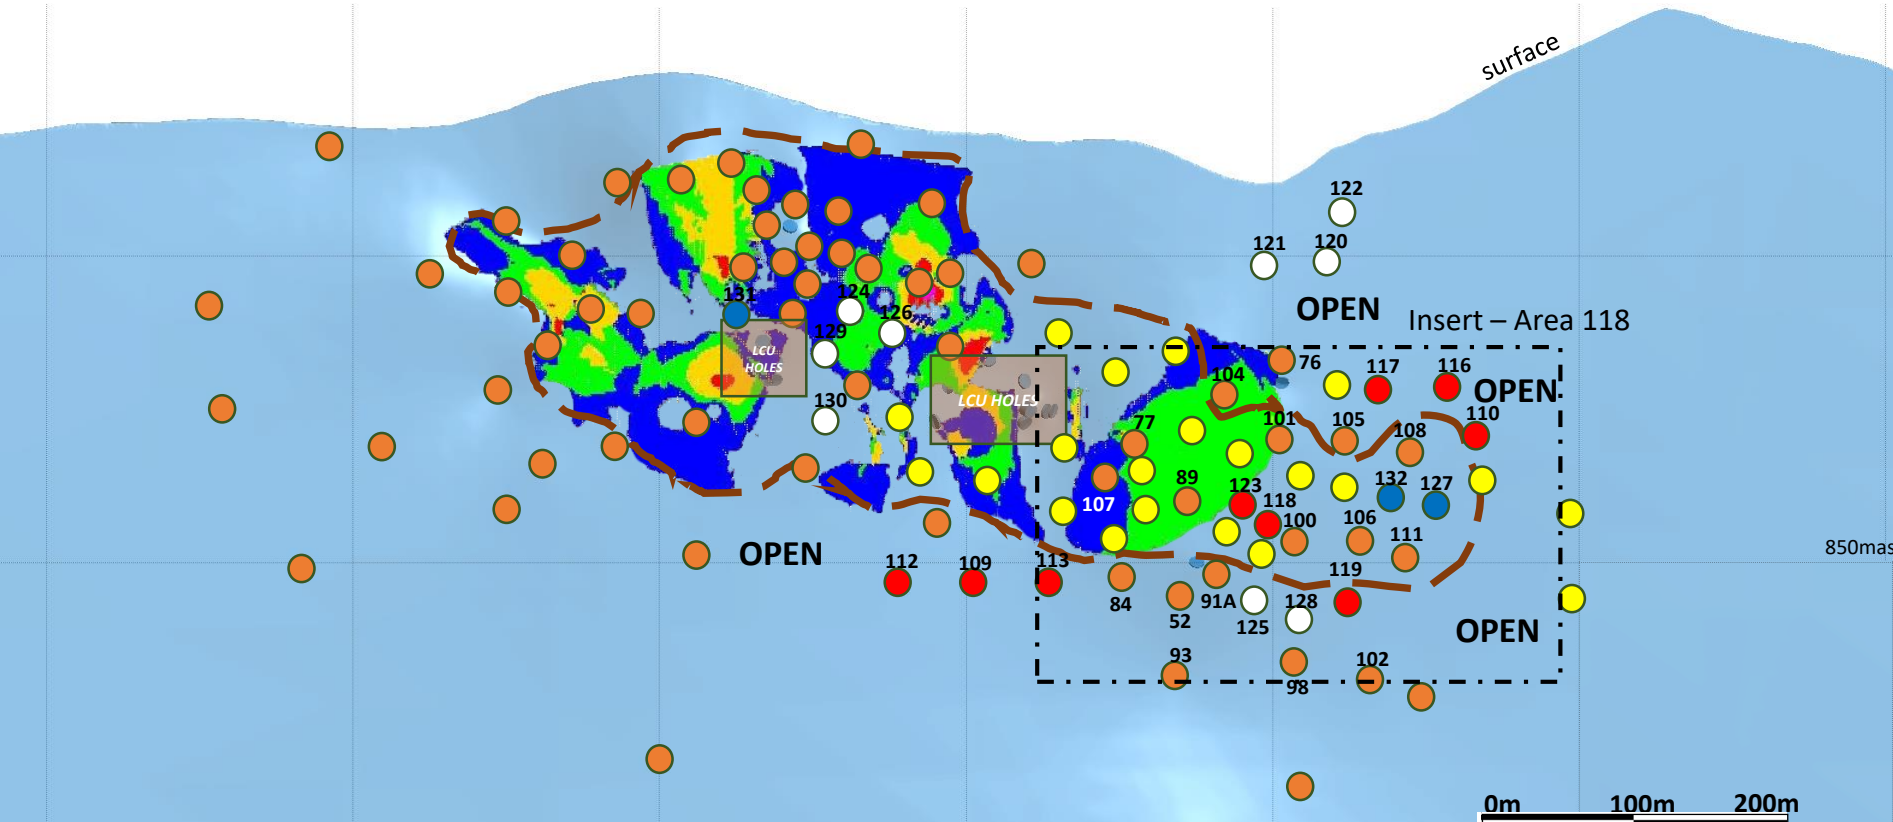 surface
122
121
120
OPEN
Insert – Area 118
131
124
126
129
LCU
HOLES
130
LCU HOLES
76
117
116
OPEN
104
110
77
101
105
108
107
89
123
118
100
132
127
106
111
850mas
OPEN
112
109
113
119
84
52
91A
125
128
OPEN
93
98
102
0m
100m
200m